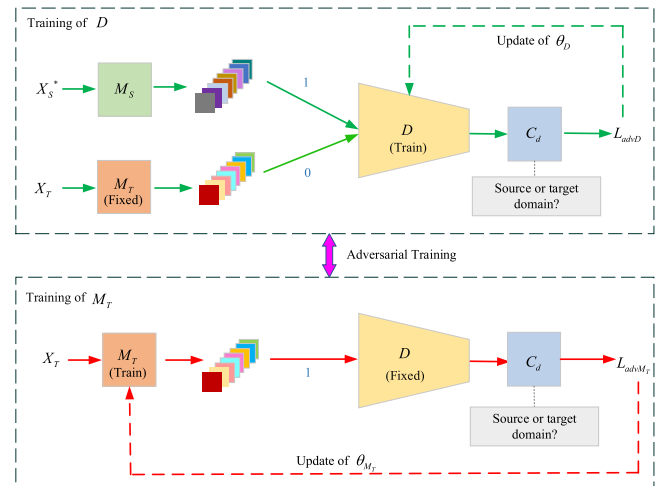 Training of D
Update of θ_D
X_S* M_S 1
D
(Train)
C_d
L_advD
X_T M_T
(Fixed)
0
Source or target
domain?
Adversarial Training
Training of M_T
X_T M_T
(Train)
1
D
(Fixed)
C_d
L_advM_T
Source or target
domain?
Update of θ_M_T